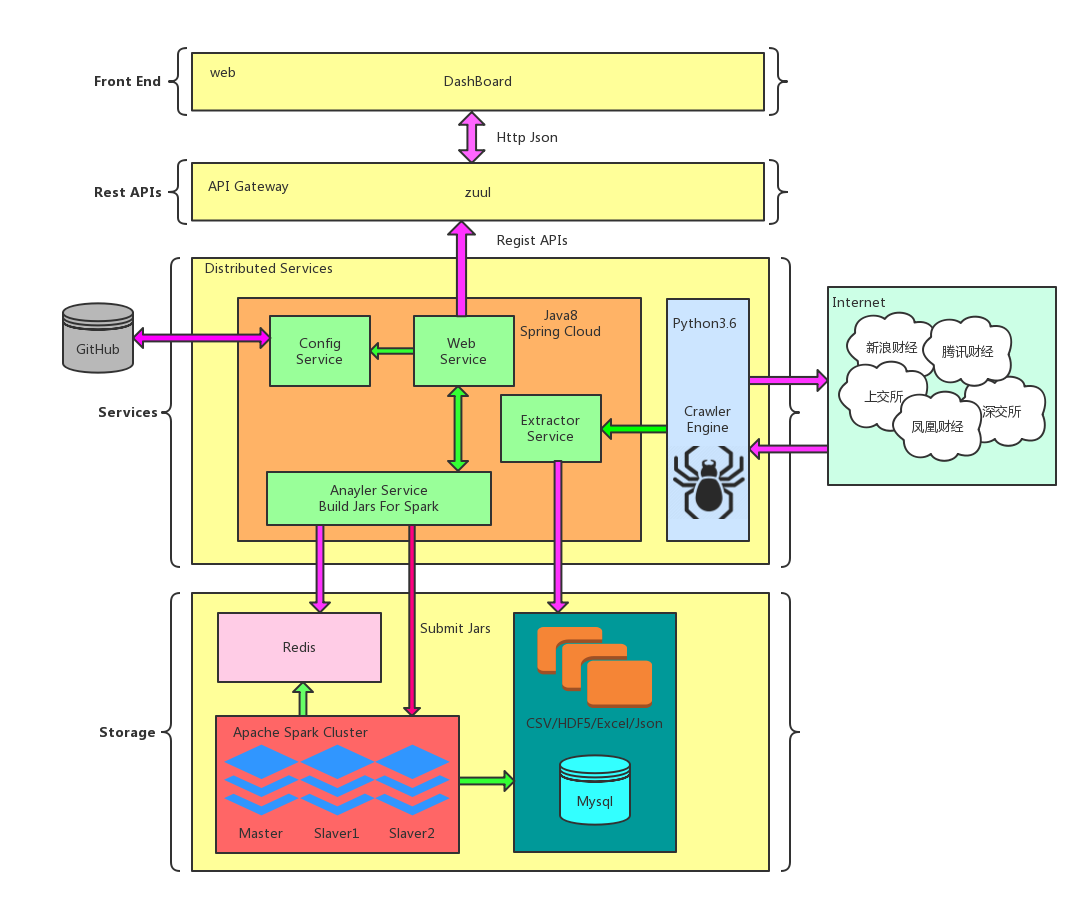 Front End
web
DashBoard
Http Json
Rest APIs
API Gateway
zuul
Regist APIs
Services
Distributed Services
GitHub
Java8
Spring Cloud
Config
Service
Web
Service
Extractor
Service
Anayler Service
Build Jars For Spark
Python3.6
Crawler
Engine
Internet
新浪财经
腾讯财经
上交所
深交所
凤凰财经
Storage
Redis
Submit Jars
Apache Spark Cluster
Master
Slaver1
Slaver2
CSV/HDF5/Excel/Json
Mysql